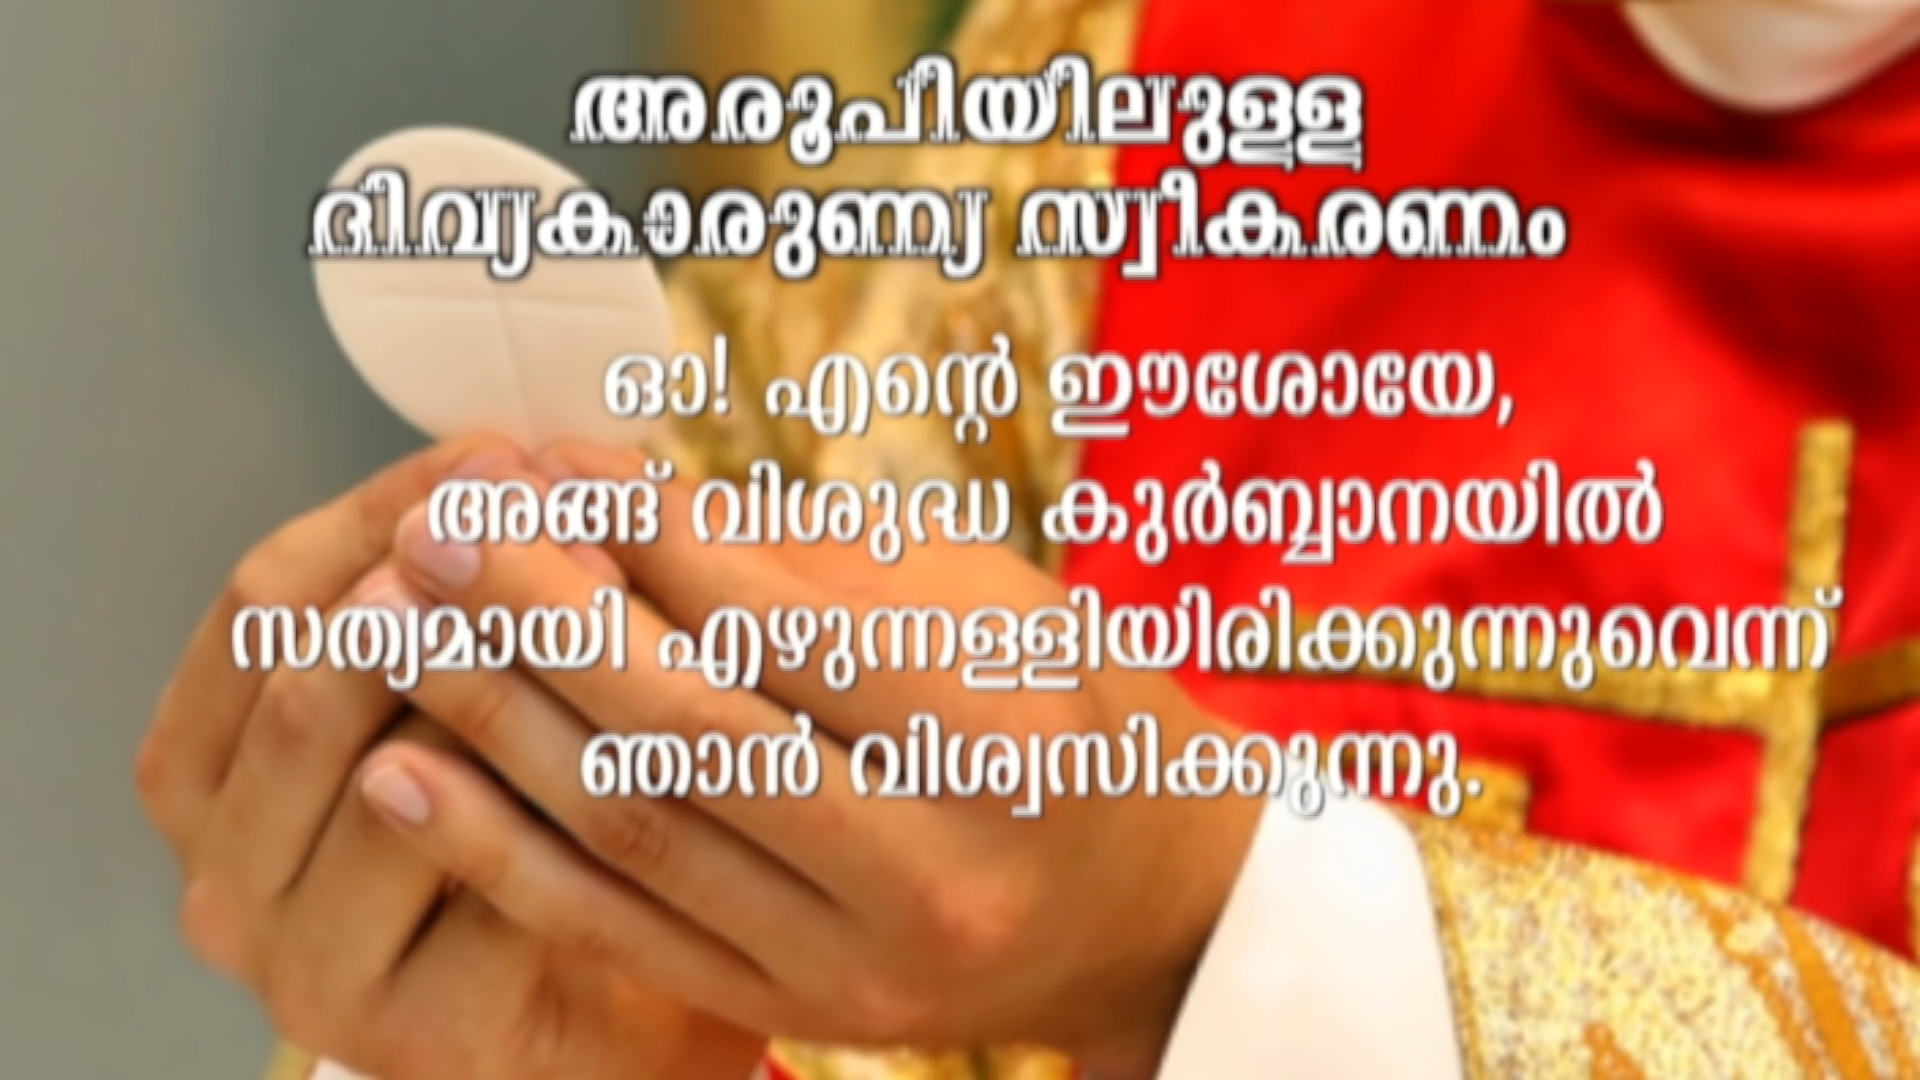 അരൂപിയിലുള്ള
ദിവ്യകാരുണ്യ സ്വീകരണം
ഓ! എന്റെ ഈശോയേ,
അങ്ങ് വിശുദ്ധ കുർബ്ബാനയിൽ
സത്യമായി എഴുന്നള്ളിയിരിക്കുന്നുവെന്ന്
ഞാൻ വിശ്വസിക്കുന്നു.